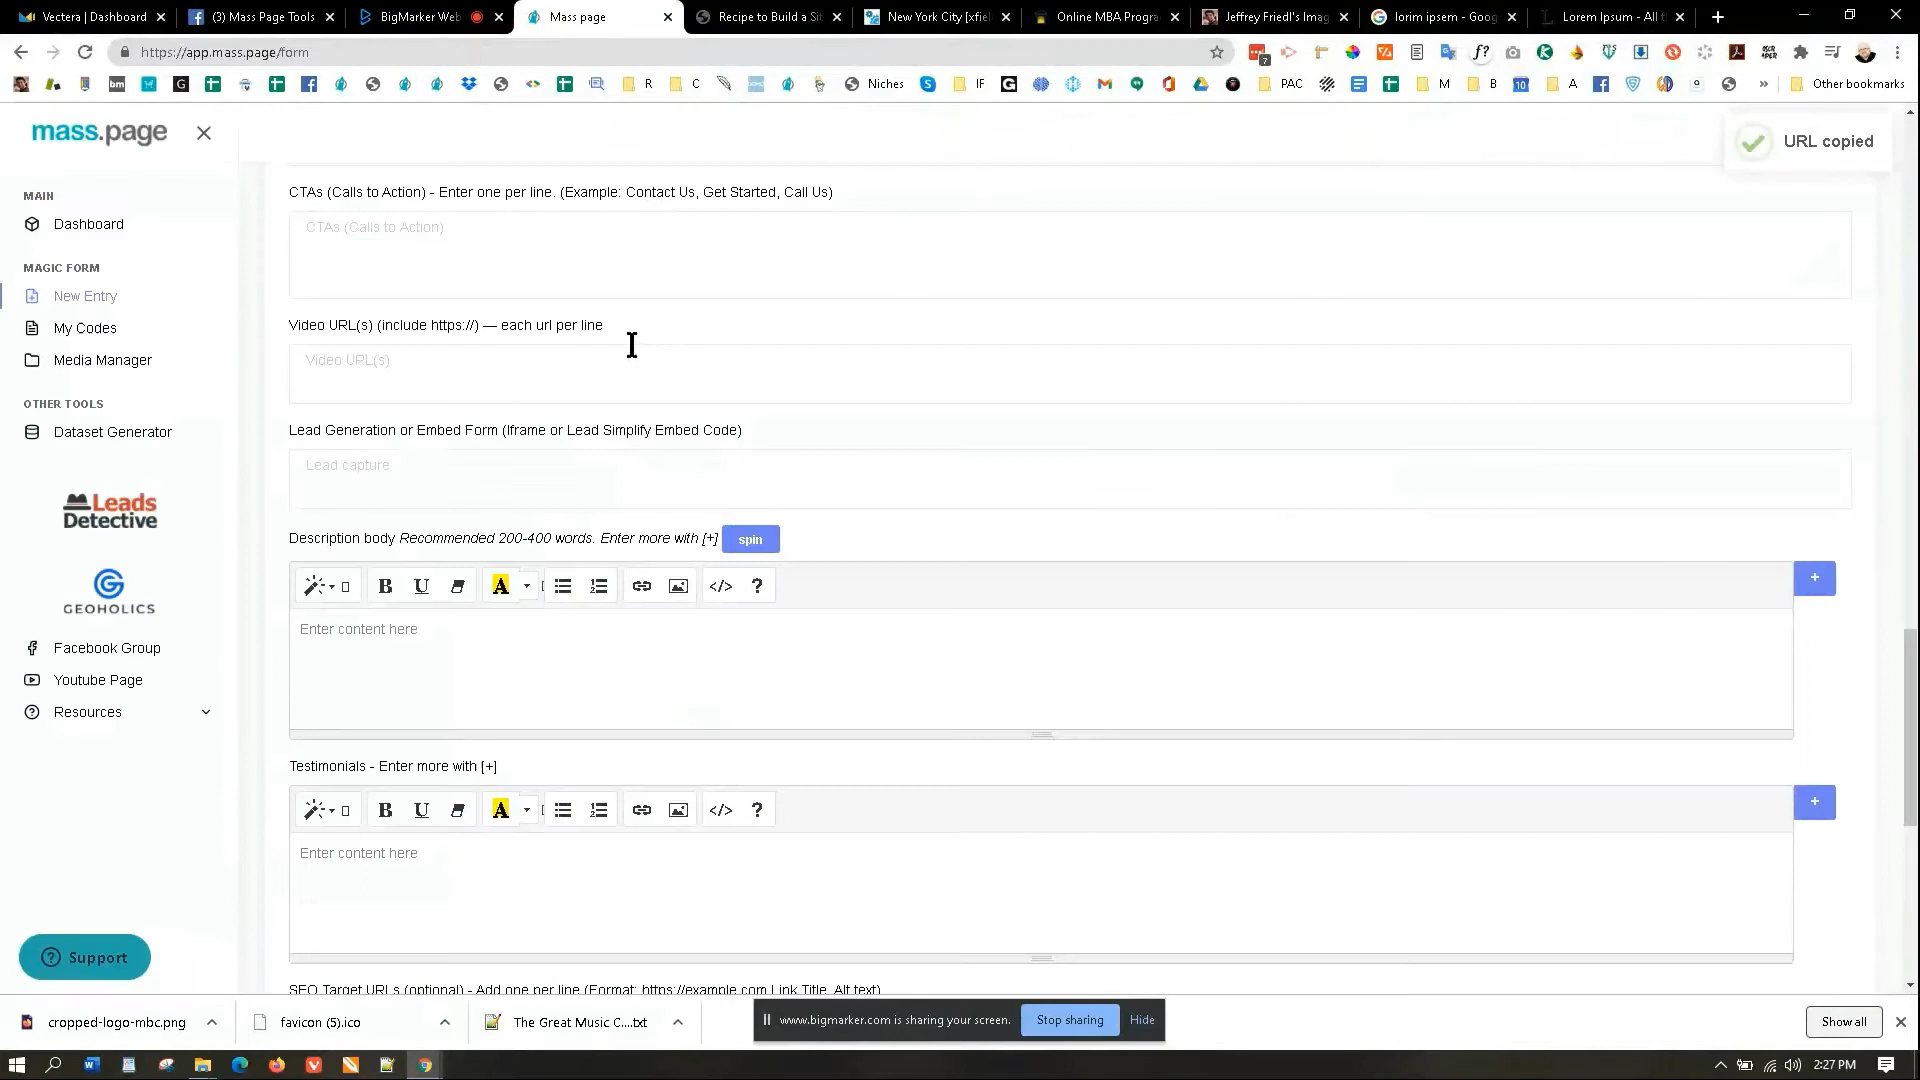 Vectera | Dashboard
(3) Mass Page Tools
BigMarker Web
Mass page
Recipe to Build a Sit
New York City [xfiel
Online MBA Progra
Jeffrey Friedl's Imag
lorim ipsem - Goog
Lorem Ipsum - All t
https://app.mass.page/form
f?
7
bm
G
R
C
Niches
IF
G
PAC
M
B
10
A
Other bookmarks
mass.page
URL copied
MAIN
Dashboard
MAGIC FORM
New Entry
My Codes
Media Manager
OTHER TOOLS
Dataset Generator
Leads
Detective
GEOHOLICS
Facebook Group
Youtube Page
Resources
Support
CTAs (Calls to Action) - Enter one per line. (Example: Contact Us, Get Started, Call Us)
CTAs (Calls to Action)
Video URL(s) (include https://) — each url per line
Video URL(s)
Lead Generation or Embed Form (Iframe or Lead Simplify Embed Code)
Lead capture
Description body Recommended 200-400 words. Enter more with [+] spin
B U A </> ?
+
Enter content here
Testimonials - Enter more with [+]
B U A </> ?
+
Enter content here
SEO Target URLs (optional) - Add one per line (Format: https://example.com Link Title, Alt text)
cropped-logo-mbc.png
favicon (5).ico
The Great Music C....txt
www.bigmarker.com is sharing your screen.
Stop sharing
Hide
Show all
2:27 PM